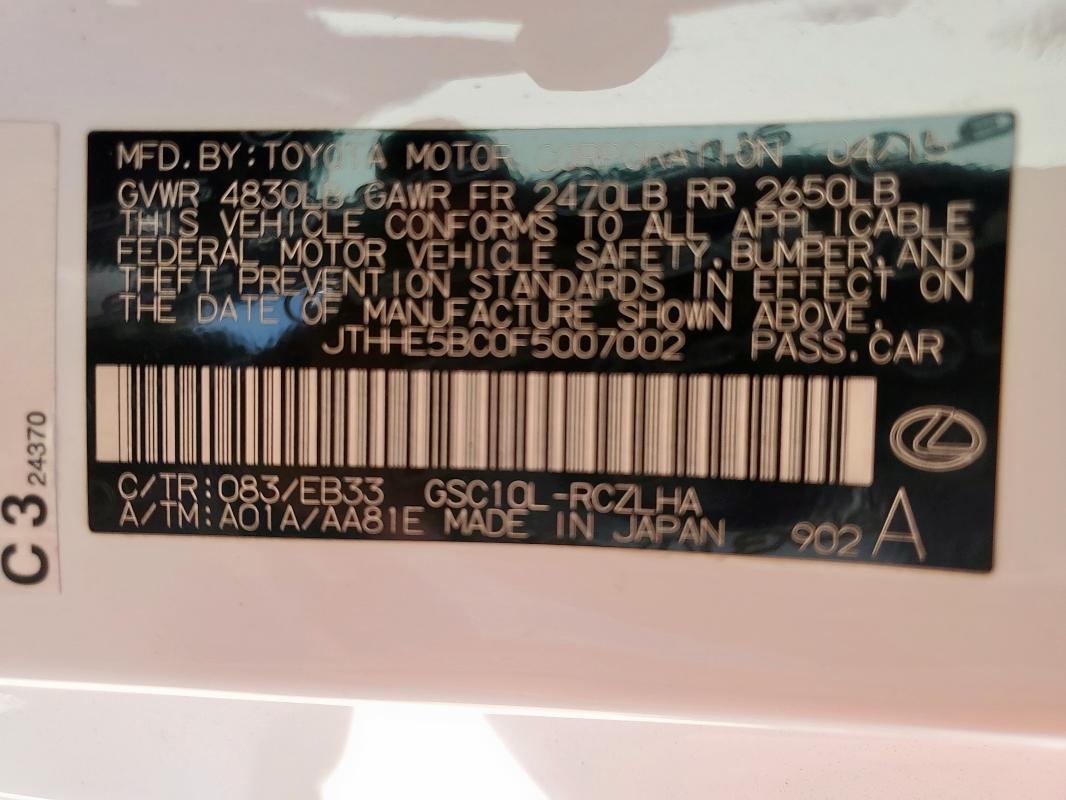 MFD. BY: TOYOTA MOTOR CORPORATION 04/15
GVWR 4830LB GAWR FR 2470LB RR 2650LB
THIS VEHICLE CONFORMS TO ALL APPLICABLE
FEDERAL MOTOR VEHICLE SAFETY, BUMPER, AND
THEFT PREVENTION STANDARDS IN EFFECT ON
THE DATE OF MANUFACTURE SHOWN ABOVE.
JTHHE5BC0F5007002 PASS. CAR
C/TR: 083/EB33 GSC10L-RCZLHA
A/TM: A01A/AA81E MADE IN JAPAN 902 A
C 3 24370